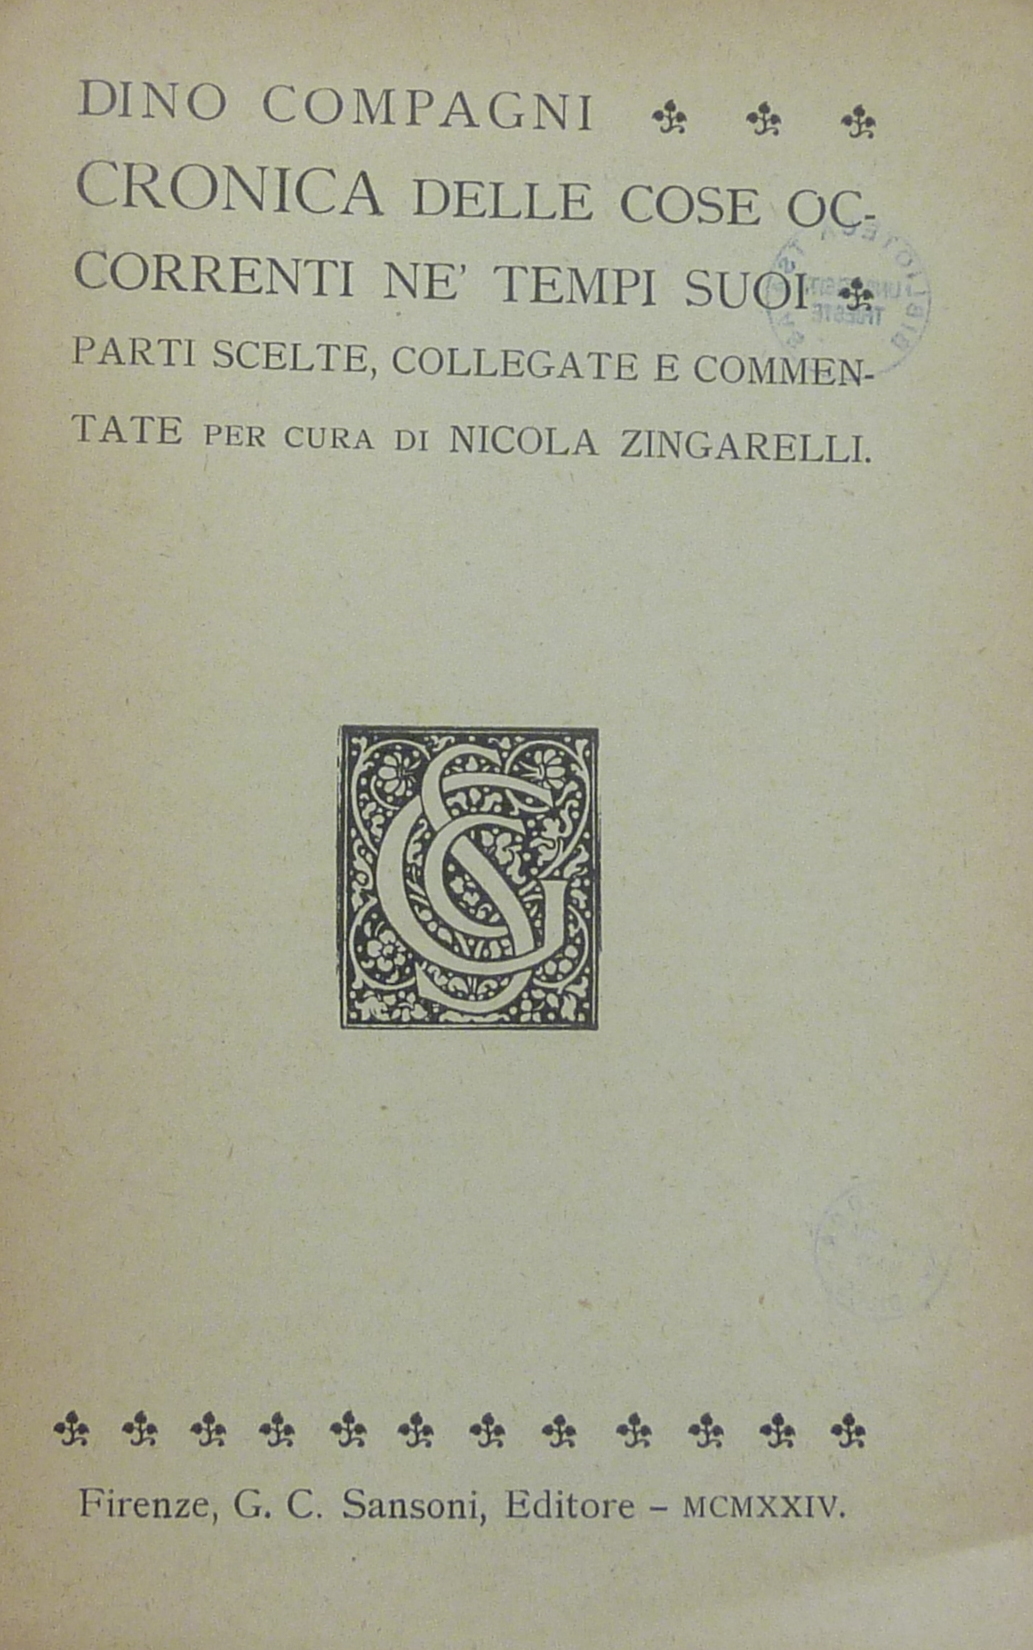 DINO COMPAGNI
CRONICA DELLE COSE OC-
CORRENTI NE' TEMPI SUOI
PARTI SCELTE, COLLEGATE E COMMEN-
TATE PER CURA DI NICOLA ZINGARELLI.
Firenze, G. C. Sansoni, Editore – MCMXXIV.